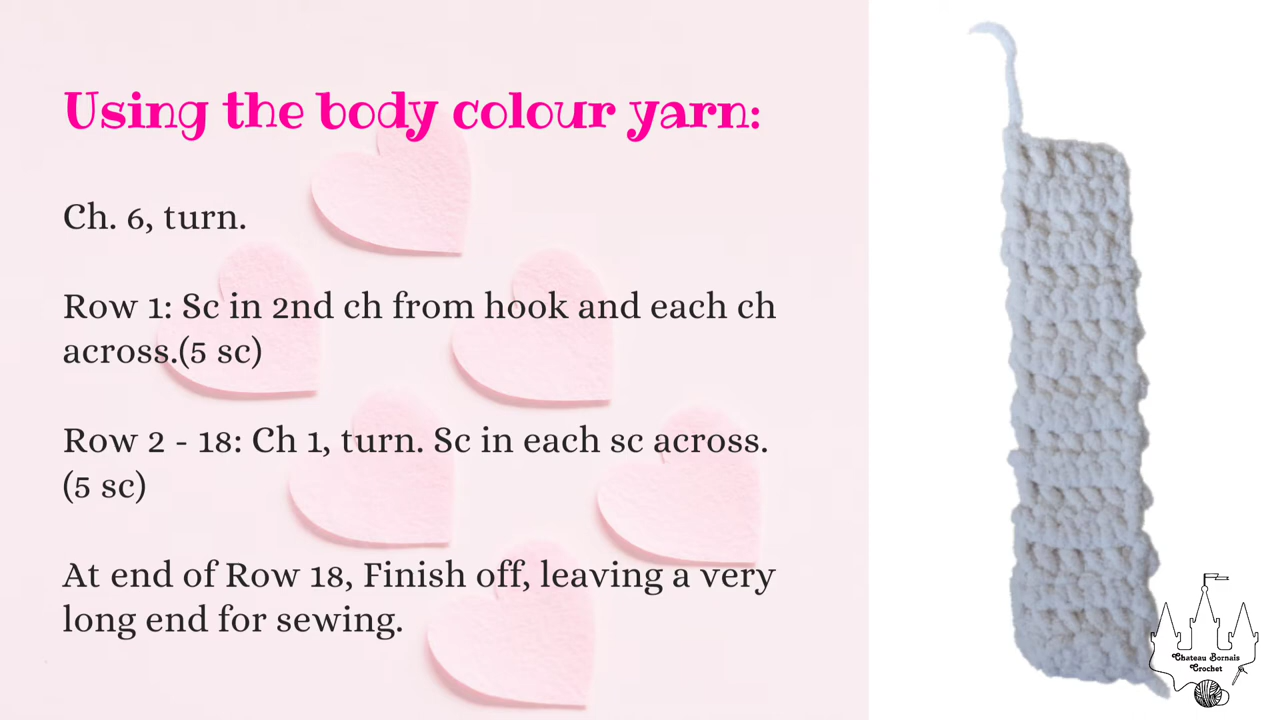 Using the body colour yarn:
Ch. 6, turn.
Row 1: Sc in 2nd ch from hook and each ch
across.(5 sc)
Row 2 - 18: Ch 1, turn. Sc in each sc across.
(5 sc)
At end of Row 18, Finish off, leaving a very
long end for sewing.
Chateau Bornais
Crochet